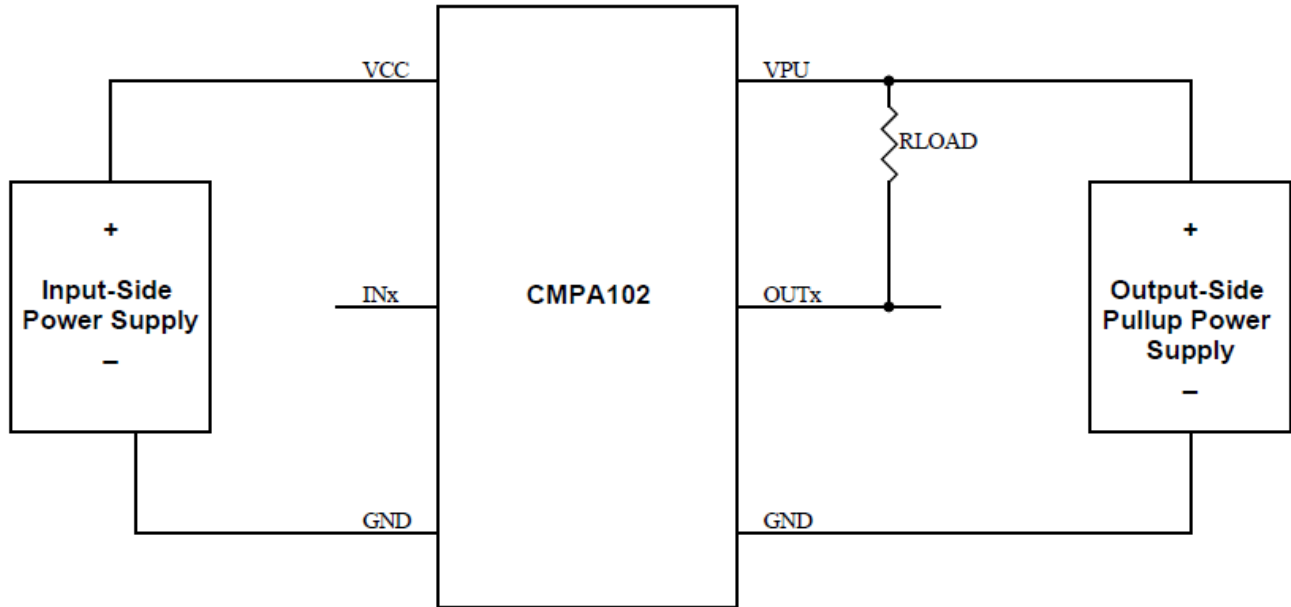 VCC
VPU
RLOAD
+
Input-Side
Power Supply
–
INx
CMPA102
OUTx
+
Output-Side
Pullup Power
Supply
–
GND
GND